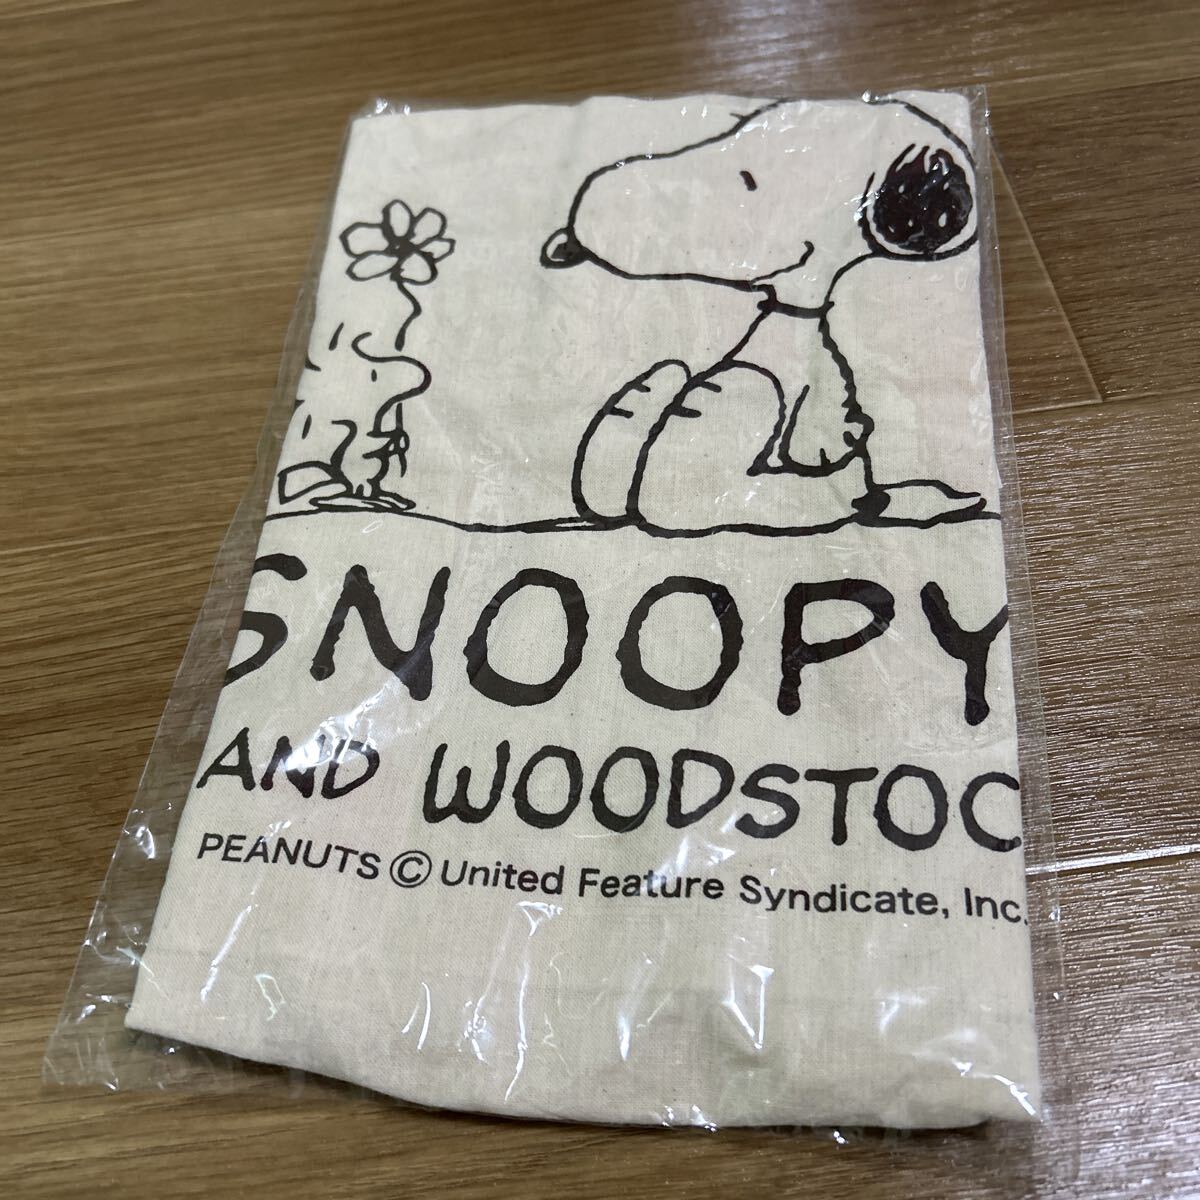 SNOOPY
AND WOODSTOC
PEANUTS © United Feature Syndicate, Inc.